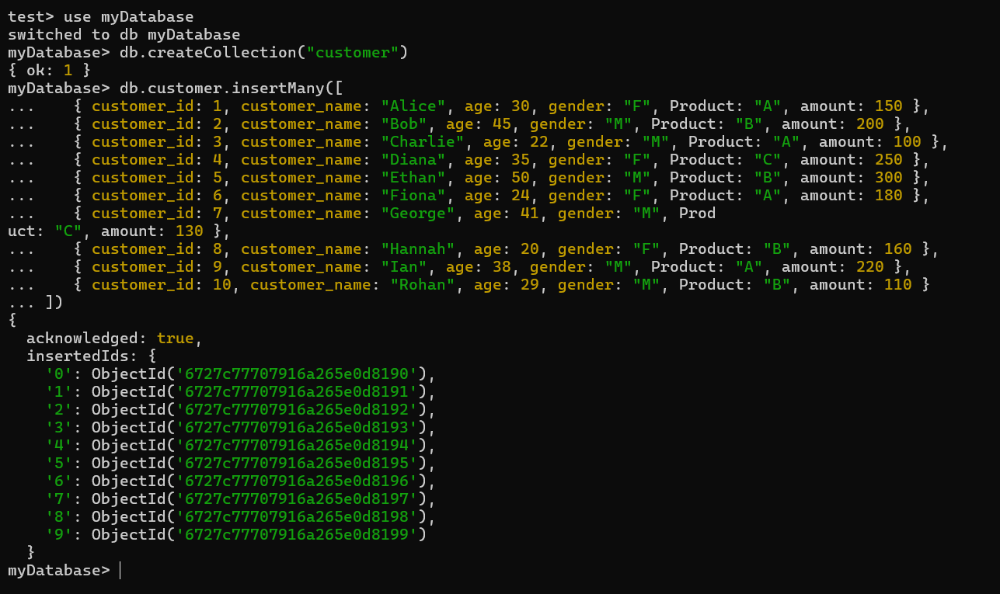 test> use myDatabase
switched to db myDatabase
myDatabase> db.createCollection("customer")
{ ok: 1 }
myDatabase> db.customer.insertMany([
...    { customer_id: 1, customer_name: "Alice", age: 30, gender: "F", Product: "A", amount: 150 },
...    { customer_id: 2, customer_name: "Bob", age: 45, gender: "M", Product: "B", amount: 200 },
...    { customer_id: 3, customer_name: "Charlie", age: 22, gender: "M", Product: "A", amount: 100 },
...    { customer_id: 4, customer_name: "Diana", age: 35, gender: "F", Product: "C", amount: 250 },
...    { customer_id: 5, customer_name: "Ethan", age: 50, gender: "M", Product: "B", amount: 300 },
...    { customer_id: 6, customer_name: "Fiona", age: 24, gender: "F", Product: "A", amount: 180 },
...    { customer_id: 7, customer_name: "George", age: 41, gender: "M", Prod
uct: "C", amount: 130 },
...    { customer_id: 8, customer_name: "Hannah", age: 20, gender: "F", Product: "B", amount: 160 },
...    { customer_id: 9, customer_name: "Ian", age: 38, gender: "M", Product: "A", amount: 220 },
...    { customer_id: 10, customer_name: "Rohan", age: 29, gender: "M", Product: "B", amount: 110 }
... ])
{
  acknowledged: true,
  insertedIds: {
    '0': ObjectId('6727c77707916a265e0d8190'),
    '1': ObjectId('6727c77707916a265e0d8191'),
    '2': ObjectId('6727c77707916a265e0d8192'),
    '3': ObjectId('6727c77707916a265e0d8193'),
    '4': ObjectId('6727c77707916a265e0d8194'),
    '5': ObjectId('6727c77707916a265e0d8195'),
    '6': ObjectId('6727c77707916a265e0d8196'),
    '7': ObjectId('6727c77707916a265e0d8197'),
    '8': ObjectId('6727c77707916a265e0d8198'),
    '9': ObjectId('6727c77707916a265e0d8199')
  }
myDatabase>